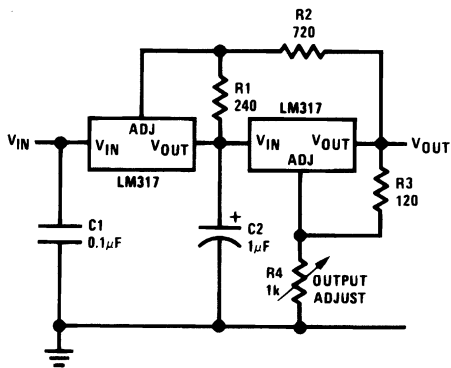 R2
720
R1
240
LM317
VIN
ADJ
VIN
VOUT
LM317
VIN
VOUT
ADJ
VOUT
R3
120
C1
0.1μF
+
C2
1μF
R4
1k
OUTPUT
ADJUST